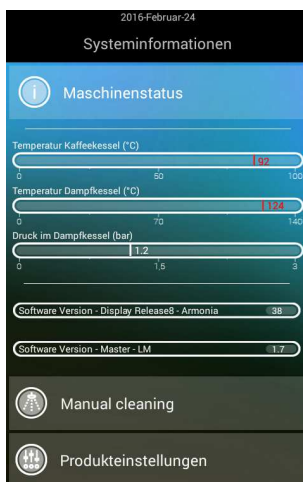 2016-Februar-24
Systeminformationen
Maschinenstatus
Temperatur Kaffeekessel (°C)
92
0 50 100
Temperatur Dampfkessel (°C)
124
0 70 140
Druck im Dampfkessel (bar)
1.2
0 1,5 3
Software Version - Display Release8 - Armonia 38
Software Version - Master - LM 1.7
Manual cleaning
Produkteinstellungen